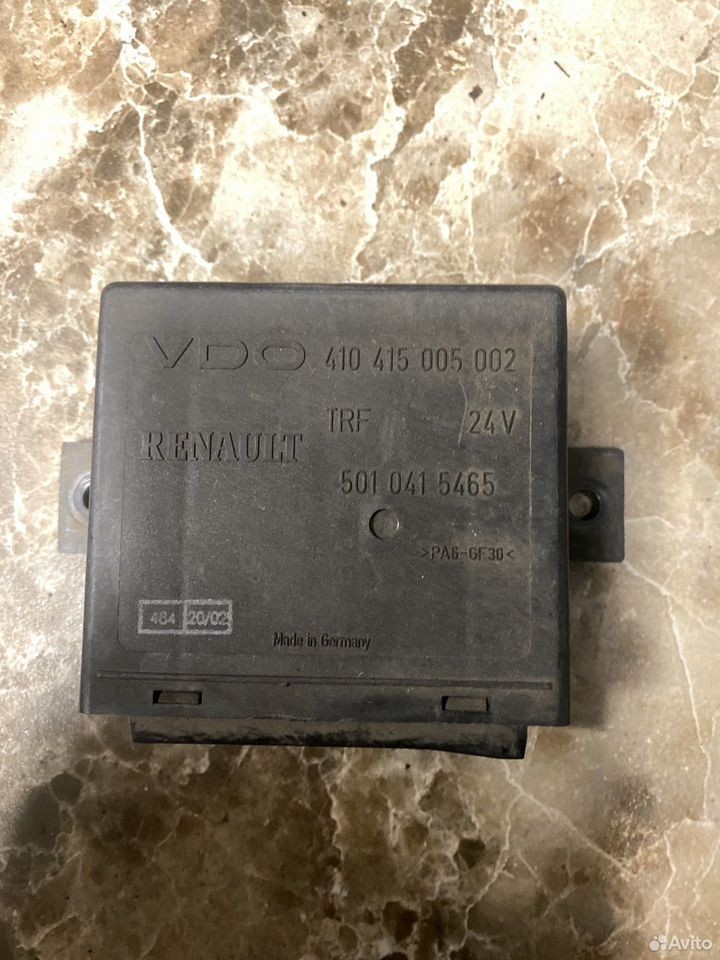 VDO 410 415 005 002
TRF 24V
RENAULT
501 041 5465
>PA6-GF30<
484 20/02
Made in Germany
Avito